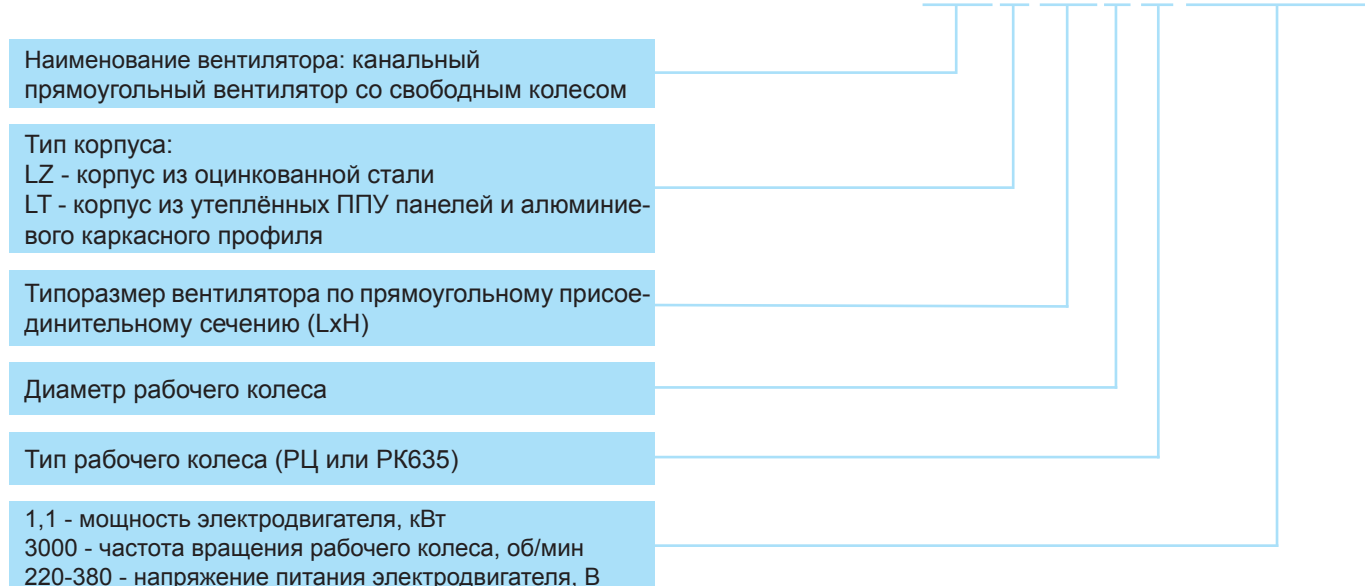 Наименование вентилятора: канальный
прямоугольный вентилятор со свободным колесом
Тип корпуса:
LZ - корпус из оцинкованной стали
LT - корпус из утеплённых ППУ панелей и алюминие-
вого каркасного профиля
Типоразмер вентилятора по прямоугольному присое-
динительному сечению (LxH)
Диаметр рабочего колеса
Тип рабочего колеса (РЦ или РК635)
1,1 - мощность электродвигателя, кВт
3000 - частота вращения рабочего колеса, об/мин
220-380 - напряжение питания электродвигателя, В